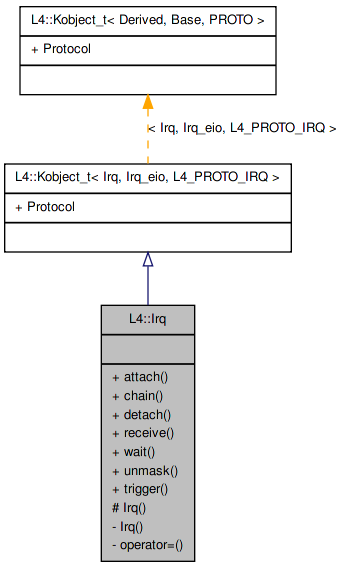 L4::Kobject_t< Derived, Base, PROTO >
+ Protocol
< Irq, Irq_eio, L4_PROTO_IRQ >
L4::Kobject_t< Irq, Irq_eio, L4_PROTO_IRQ >
+ Protocol
L4::Irq
+ attach()
+ chain()
+ detach()
+ receive()
+ wait()
+ unmask()
+ trigger()
# Irq()
- Irq()
- operator=()